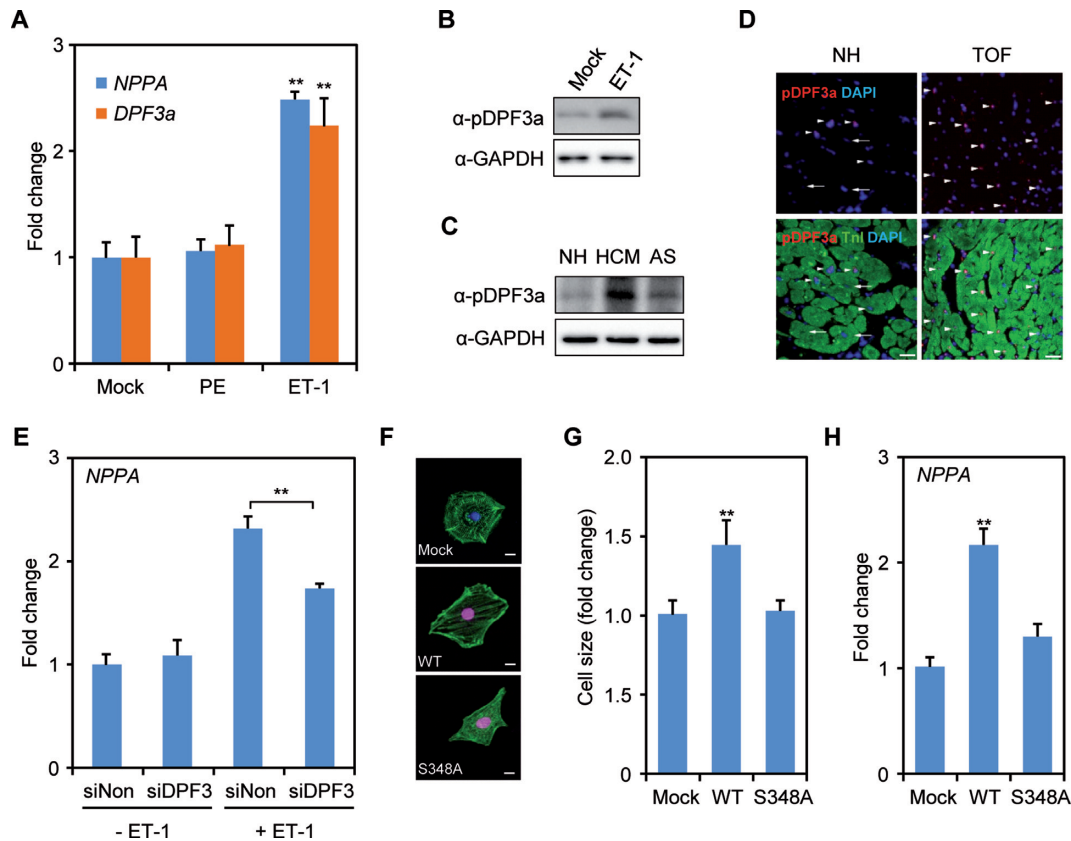 A
3
NPPA
DPF3a
**
**
2
Fold change
1
0
Mock PE ET-1
B
Mock ET-1
α-pDPF3a
α-GAPDH
C
NH HCM AS
α-pDPF3a
α-GAPDH
D
NH TOF
pDPF3a DAPI
pDPF3a TnI DAPI
E
3
NPPA
**
2
Fold change
1
0
siNon siDPF3 siNon siDPF3
- ET-1 + ET-1
F
Mock
WT
S348A
G
2.0
**
1.5
Cell size (fold change)
1.0
1.5
0
Mock WT S348A
H
3
NPPA
**
2
Fold change
1
0
Mock WT S348A